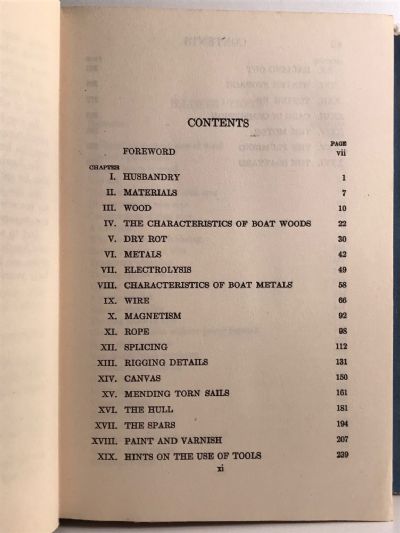 CONTENTS
PAGE
FOREWORD vii
CHAPTER
I. HUSBANDRY 1
II. MATERIALS 7
III. WOOD 10
IV. THE CHARACTERISTICS OF BOAT WOODS 22
V. DRY ROT 30
VI. METALS 42
VII. ELECTROLYSIS 49
VIII. CHARACTERISTICS OF BOAT METALS 58
IX. WIRE 66
X. MAGNETISM 92
XI. ROPE 98
XII. SPLICING 112
XIII. RIGGING DETAILS 131
XIV. CANVAS 150
XV. MENDING TORN SAILS 161
XVI. THE HULL 181
XVII. THE SPARS 194
XVIII. PAINT AND VARNISH 207
XIX. HINTS ON THE USE OF TOOLS 239
xi